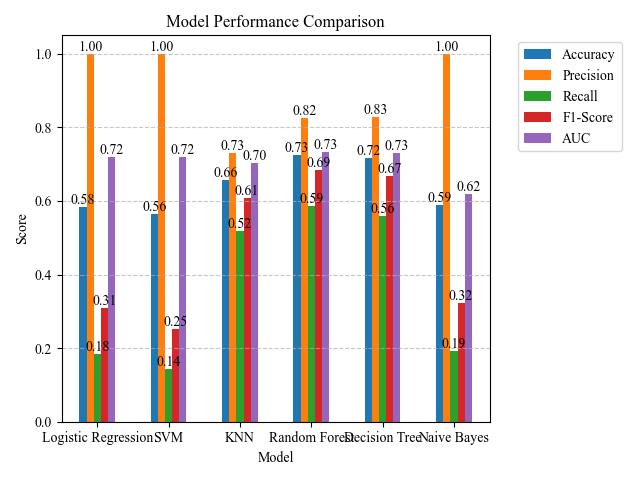 Model Performance Comparison
1.0
0.8
0.6
0.4
0.2
0.0
Score
0.58
1.00
0.18
0.31
0.72
0.56
1.00
0.14
0.25
0.72
0.66
0.73
0.52
0.61
0.70
0.73
0.82
0.59
0.69
0.73
0.72
0.83
0.56
0.67
0.73
0.59
1.00
0.19
0.32
0.62
Logistic Regression
SVM
KNN
Random Forest
Decision Tree
Naive Bayes
Model
Accuracy
Precision
Recall
F1-Score
AUC